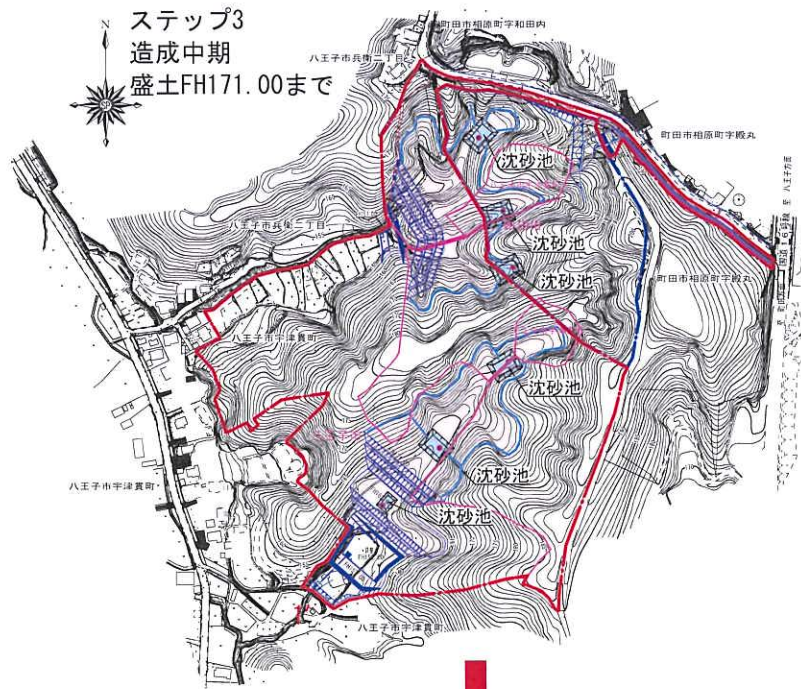 ステップ3
造成中期
盛土FH171.00まで
N
町田市相原町字和田内
八王子市兵衛二丁目
町田市相原町字殿丸
沈砂池
八王子市兵衛二丁目
沈砂池
沈砂池
町田市相原町字殿丸
八王子市宇津貫町
沈砂池
八王子市宇津貫町
沈砂池
沈砂池
八王子市宇津貫町